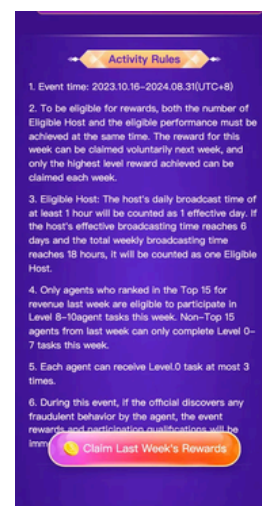 Activity Rules
1. Event time: 2023.10.16-2024.08.31(UTC+8)
2. To be eligible for rewards, both the number of
Eligible Host and the eligible performance must be
achieved at the same time. The reward for this
week can be claimed voluntarily next week, and
only the highest level reward achieved can be
claimed each week.
3. Eligible Host: The host's daily broadcast time of
at least 1 hour will be counted as 1 effective day. If
the host's effective broadcasting time reaches 6
days and the total weekly broadcasting time
reaches 18 hours, it will be counted as one Eligible
Host.
4. Only agents who ranked in the Top 15 for
revenue last week are eligible to participate in
Level 8-10agent tasks this week. Non-Top 15
agents from last week can only complete Level 0-
7 tasks this week.
5. Each agent can receive Level.0 task at most 3
times.
6. During this event, if the official discovers any
fraudulent behavior by the agent, the event
rewards and participation qualifications will be
Claim Last Week's Rewards